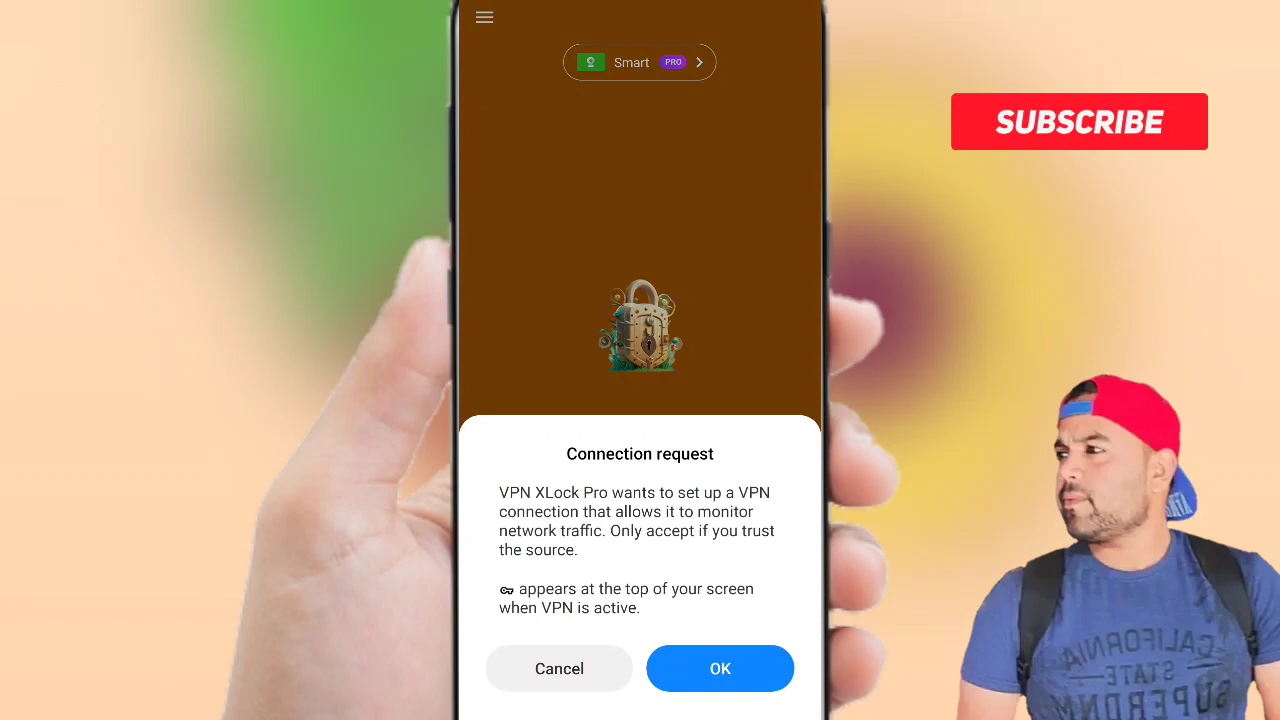 Smart PRO
SUBSCRIBE
Connection request
VPN XLock Pro wants to set up a VPN
connection that allows it to monitor
network traffic. Only accept if you trust
the source.
appears at the top of your screen
when VPN is active.
Cancel
OK
CALIFORNIA
STATE
SUPERDRY